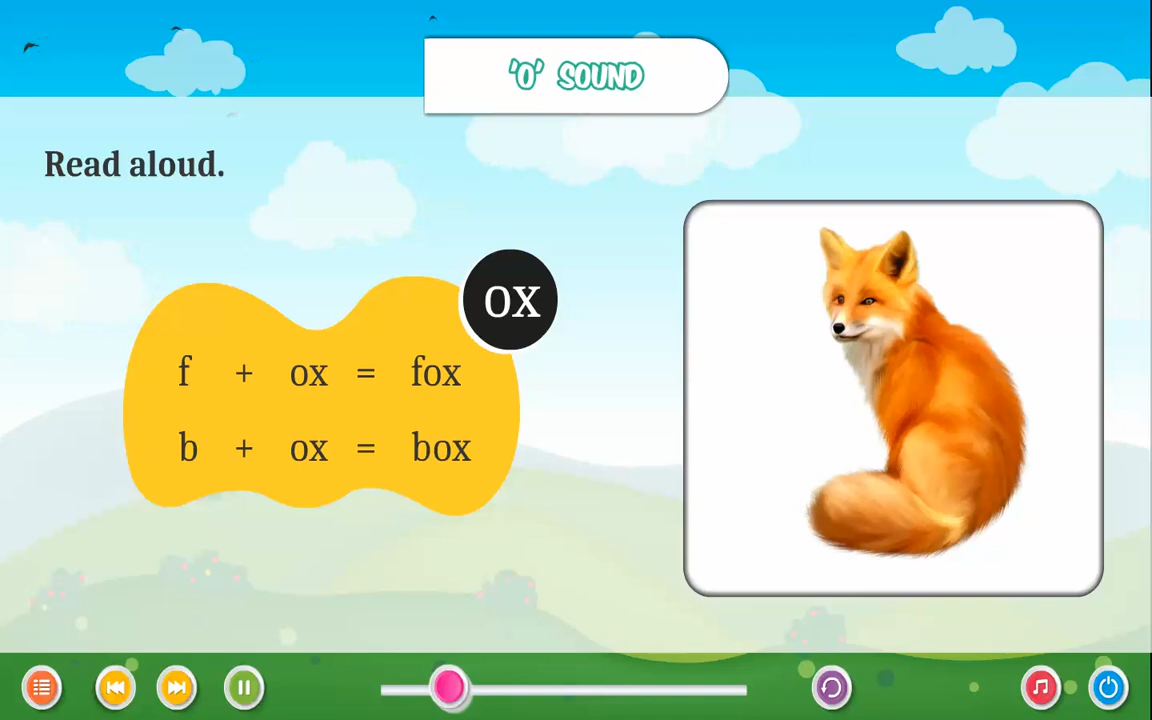 'O' SOUND
Read aloud.
ox
f + ox = fox
b + ox = box